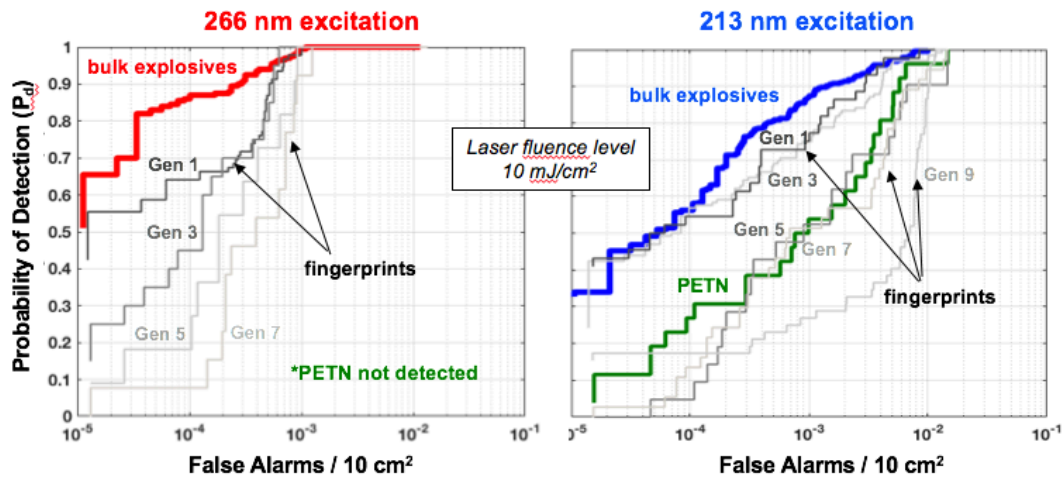 266 nm excitation
213 nm excitation
Probability of Detection (Pd)
1
0.9
0.8
0.7
0.6
0.5
0.4
0.3
0.2
0.1
0
bulk explosives
Gen 1
Gen 3
Gen 5
Gen 7
fingerprints
*PETN not detected
10-5
10-4
10-3
10-2
10-1
False Alarms / 10 cm2
Laser fluence level
10 mJ/cm2
bulk explosives
Gen 1
Gen 3
Gen 9
Gen 5
Gen 7
PETN
fingerprints
10-5
10-4
10-3
10-2
10-1
False Alarms / 10 cm2